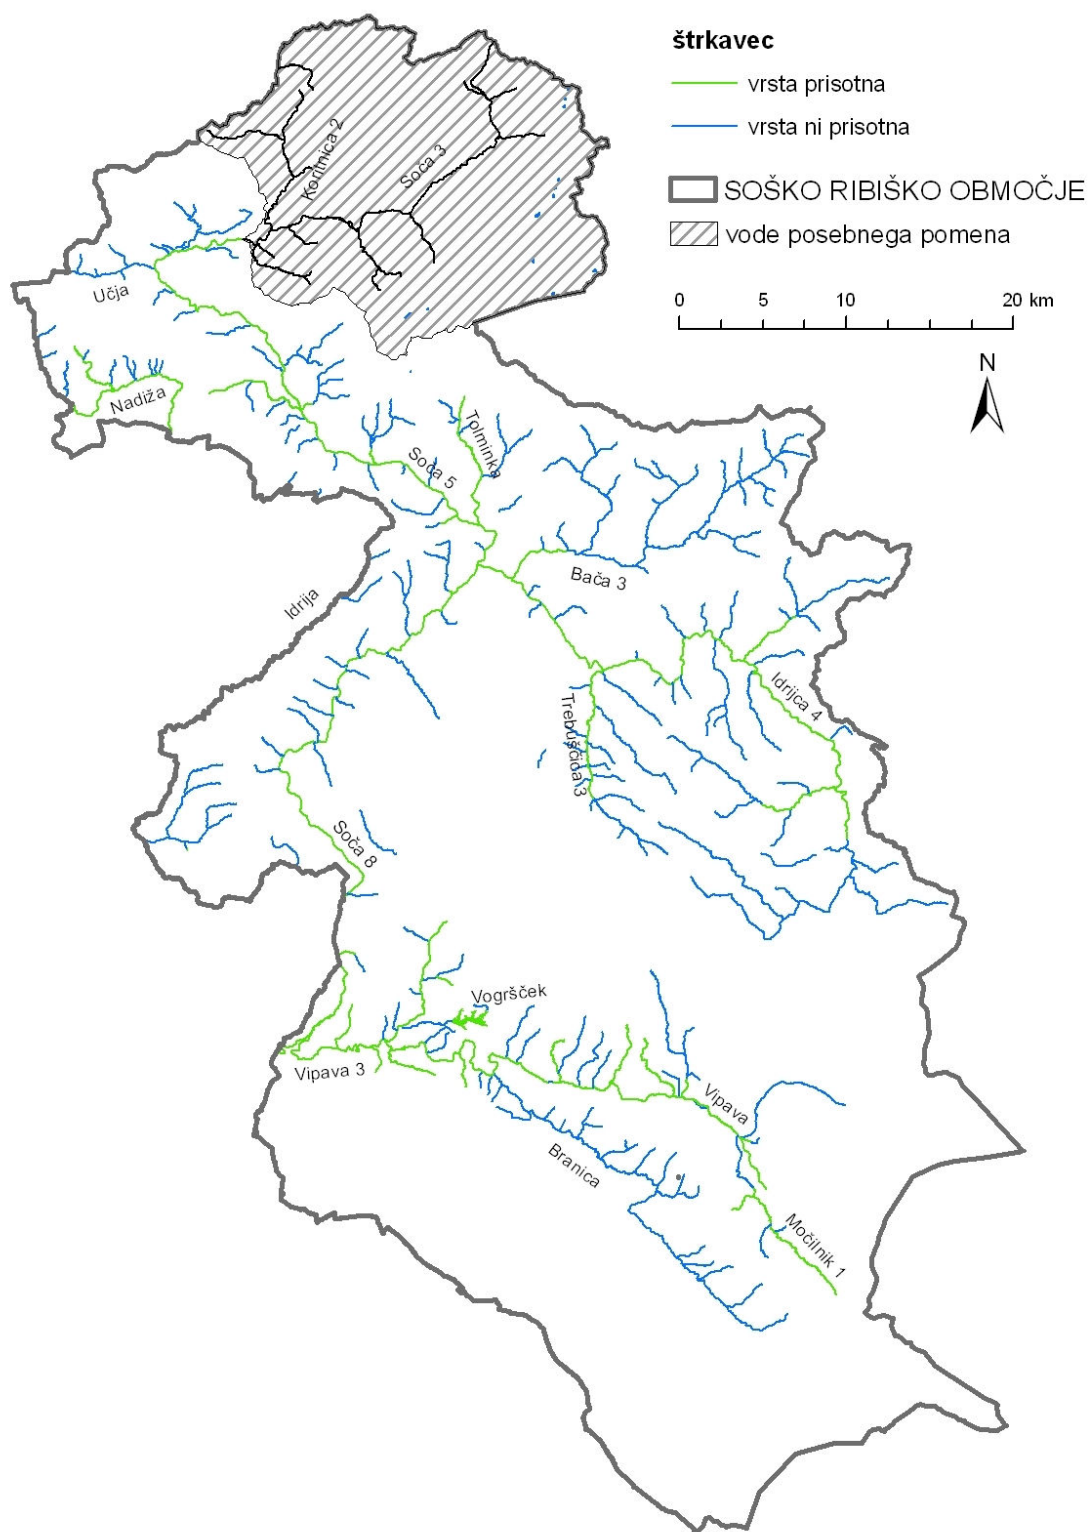 štrkavec
vrsta prisotna
vrsta ni prisotna
SOŠKO RIBIŠKO OBMOČJE
vode posebnega pomena
0 5 10 20 km
N
Koritnica 2
Soča 3
Učja
Nadiža
Tolminka
Soča 5
Bača 3
Idrija
Idrijca 4
Trebuščica 3
Soča 8
Vogršček
Vipava 3
Vipava
Branica
Močilnik 1